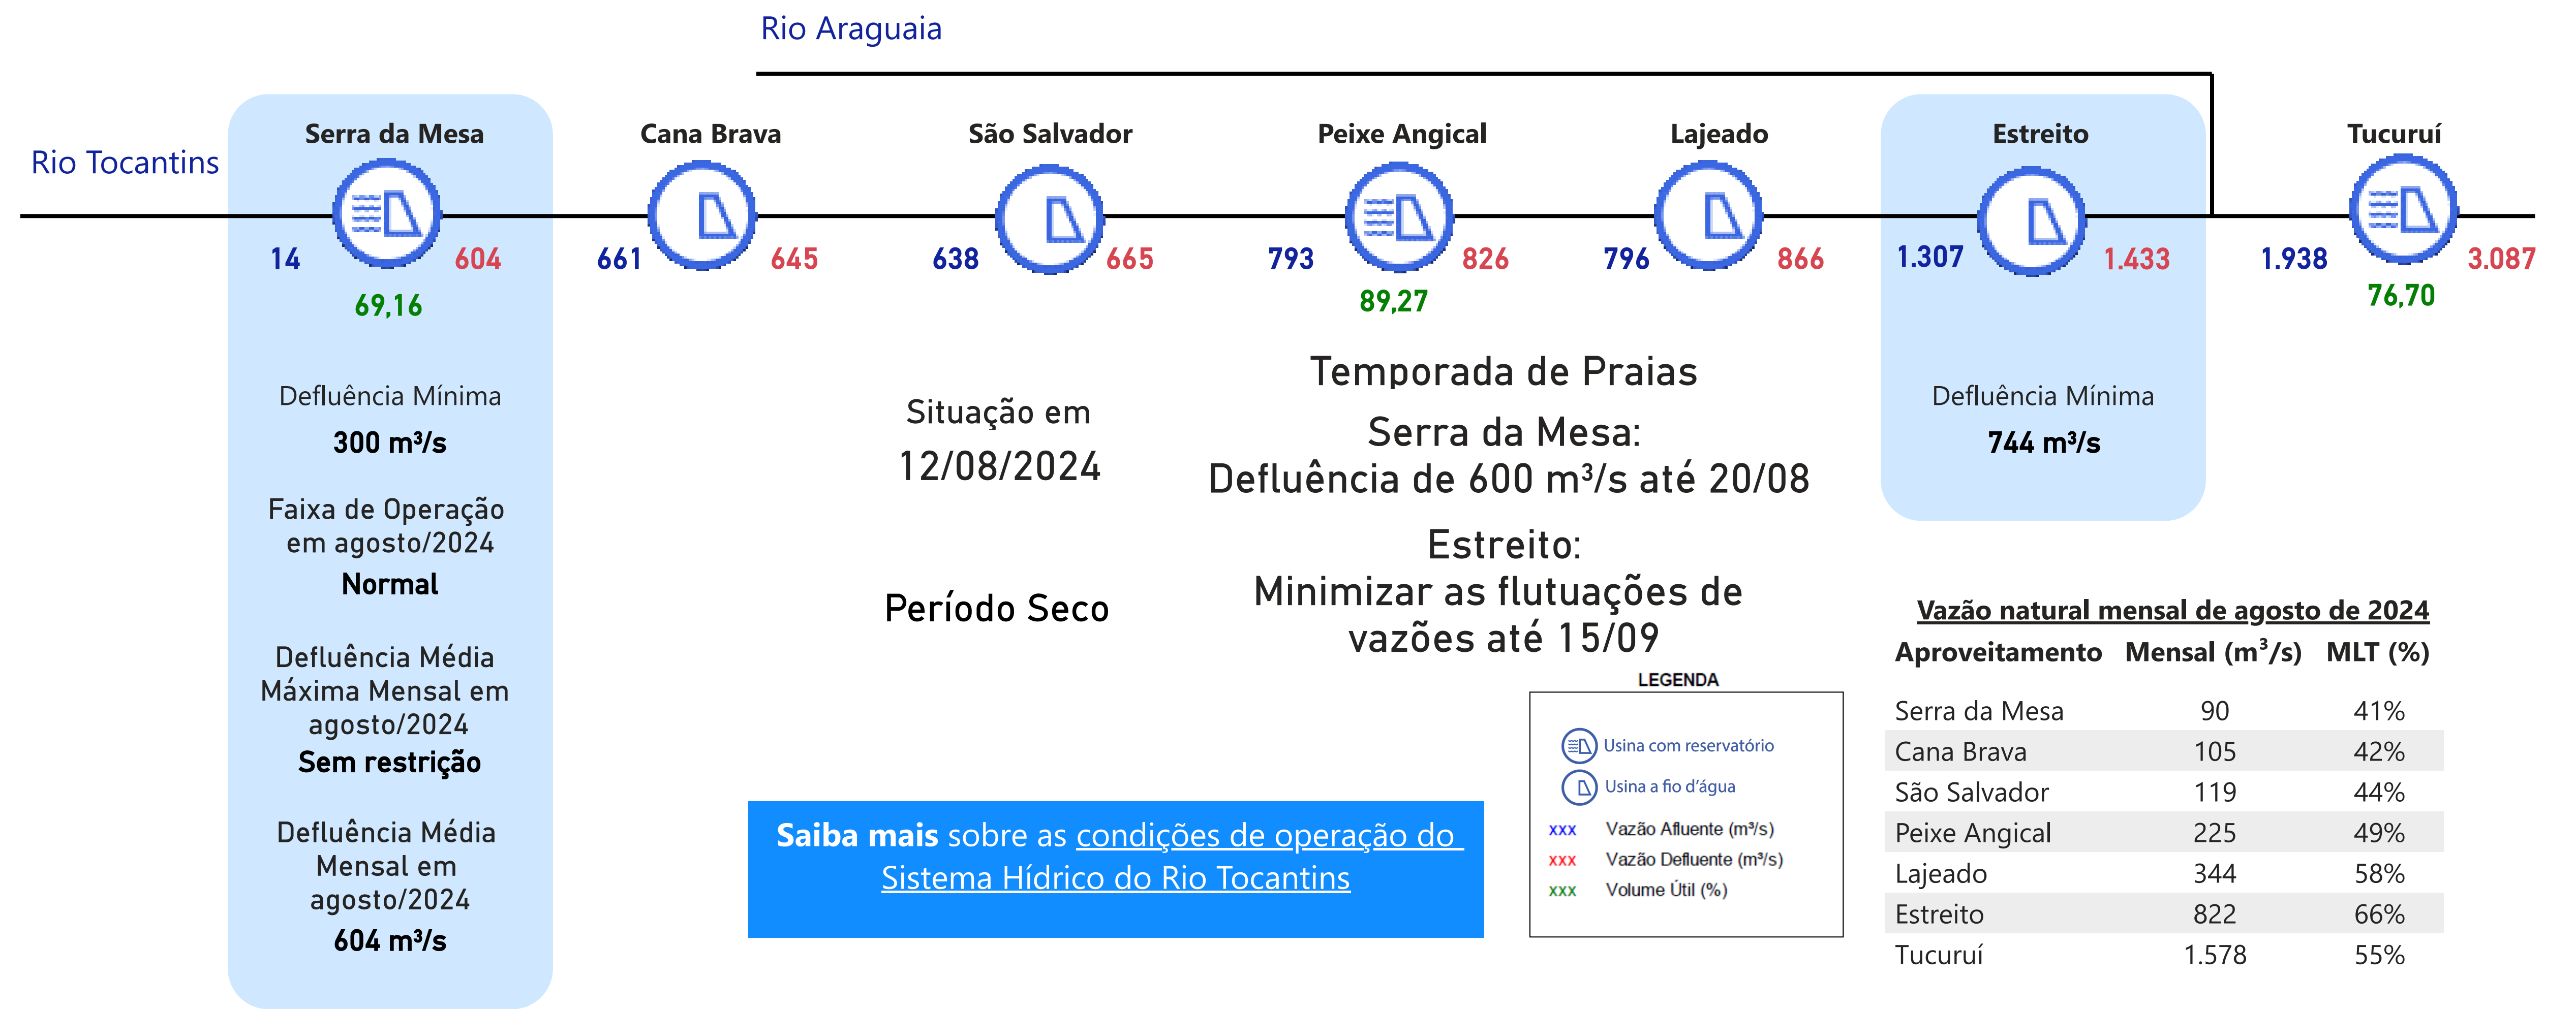 Rio Araguaia
Rio Tocantins
Serra da Mesa
Cana Brava
São Salvador
Peixe Angical
Lajeado
Estreito
Tucuruí
14
604
661
645
638
665
793
826
796
866
1.307
1.433
1.938
3.087
69,16
89,27
76,70
Defluência Mínima
300 m³/s
Faixa de Operação
em agosto/2024
Normal
Defluência Média
Máxima Mensal em
agosto/2024
Sem restrição
Defluência Média
Mensal em
agosto/2024
604 m³/s
Situação em
12/08/2024
Período Seco
Temporada de Praias
Serra da Mesa:
Defluência de 600 m³/s até 20/08
Estreito:
Minimizar as flutuações de
vazões até 15/09
Defluência Mínima
744 m³/s
Saiba mais sobre as condições de operação do
Sistema Hídrico do Rio Tocantins
LEGENDA
Usina com reservatório
Usina a fio d'água
xxx Vazão Afluente (m³/s)
xxx Vazão Defluente (m³/s)
xxx Volume Útil (%)
Vazão natural mensal de agosto de 2024
Aproveitamento Mensal (m³/s) MLT (%)
Serra da Mesa 90 41%
Cana Brava 105 42%
São Salvador 119 44%
Peixe Angical 225 49%
Lajeado 344 58%
Estreito 822 66%
Tucuruí 1.578 55%